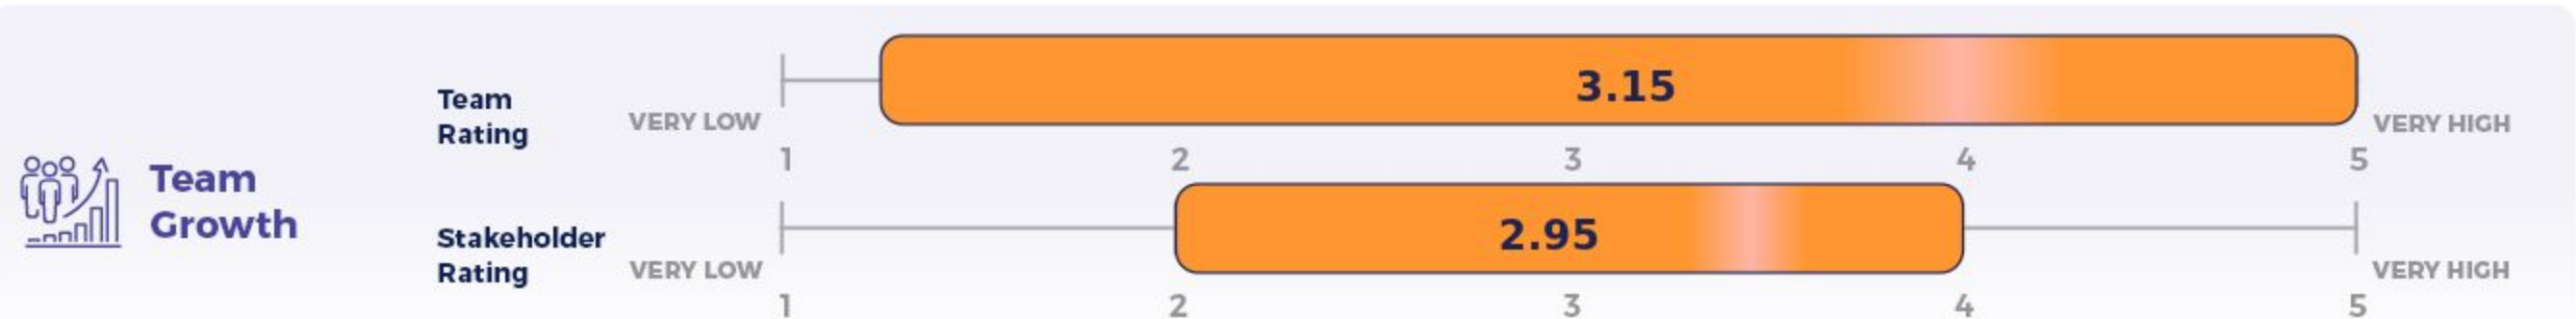 Team
Growth
Team
Rating
VERY LOW
3.15
VERY HIGH
1 2 3 4 5
Stakeholder
Rating
VERY LOW
2.95
VERY HIGH
1 2 3 4 5